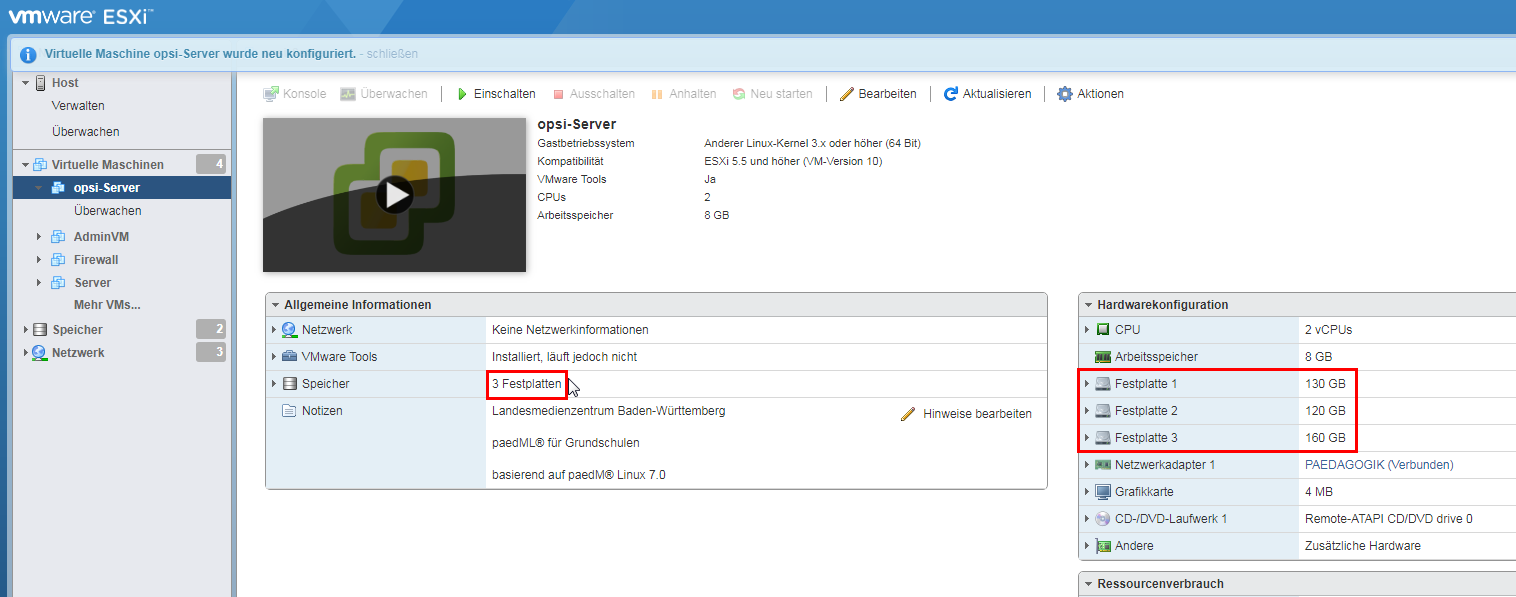 vmware ESXi™
Virtuelle Maschine opsi-Server wurde neu konfiguriert. - schließen
Host
Verwalten
Überwachen
Virtuelle Maschinen 4
opsi-Server
Überwachen
AdminVM
Firewall
Server
Mehr VMs...
Speicher 2
Netzwerk 3
Konsole Überwachen Einschalten Ausschalten Anhalten Neu starten Bearbeiten Aktualisieren Aktionen
opsi-Server
Gastbetriebssystem Anderer Linux-Kernel 3.x oder höher (64 Bit)
Kompatibilität ESXi 5.5 und höher (VM-Version 10)
VMware Tools Ja
CPUs 2
Arbeitsspeicher 8 GB
Allgemeine Informationen
Netzwerk Keine Netzwerkinformationen
VMware Tools Installiert, läuft jedoch nicht
Speicher 3 Festplatten
Notizen Landesmedienzentrum Baden-Württemberg Hinweise bearbeiten
paedML® für Grundschulen
basierend auf paedM® Linux 7.0
Hardwarekonfiguration
CPU 2 vCPUs
Arbeitsspeicher 8 GB
Festplatte 1 130 GB
Festplatte 2 120 GB
Festplatte 3 160 GB
Netzwerkadapter 1 PAEDAGOGIK (Verbunden)
Grafikkarte 4 MB
CD-/DVD-Laufwerk 1 Remote-ATAPI CD/DVD drive 0
Andere Zusätzliche Hardware
Ressourcenverbrauch